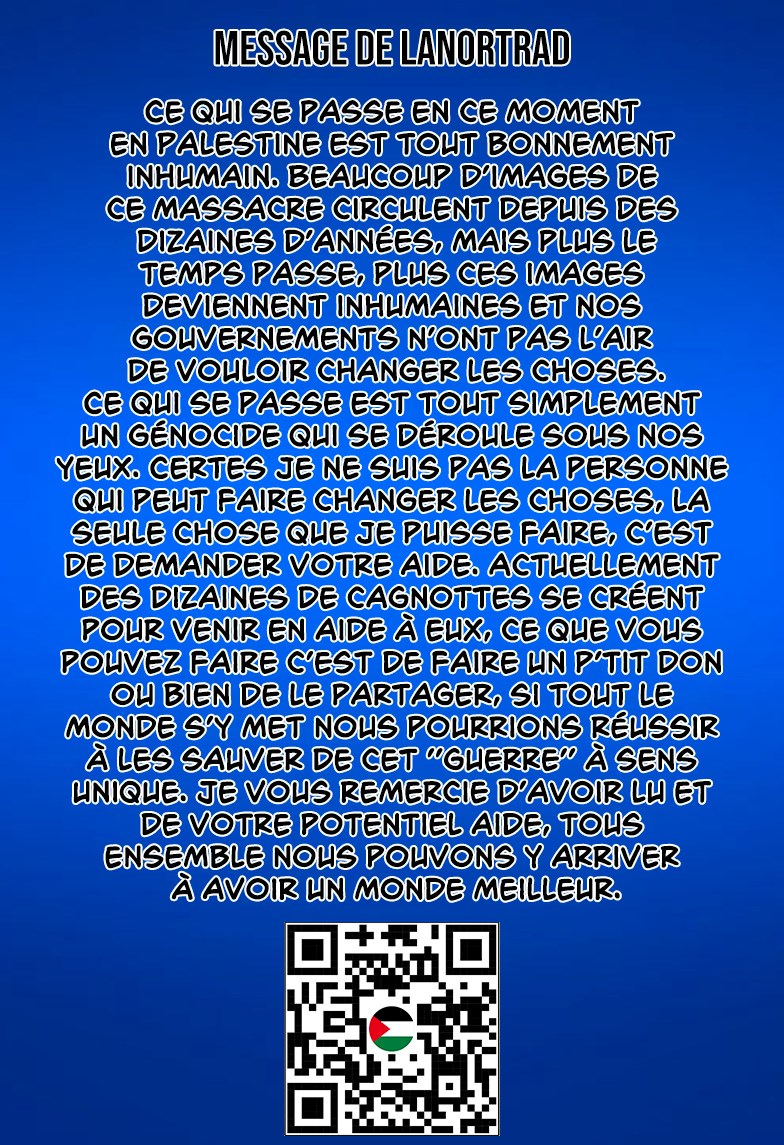 MESSAGE DE LANORTRAD
CE QUI SE PASSE EN CE MOMENT
EN PALESTINE EST TOUT BONNEMENT
INHUMAIN. BEAUCOUP D'IMAGES DE
CE MASSACRE CIRCULENT DEPUIS DES
DIZAINES D'ANNÉES, MAIS PLUS LE
TEMPS PASSE, PLUS CES IMAGES
DEVIENNENT INHUMAINES ET NOS
GOUVERNEMENTS N'ONT PAS L'AIR
DE VOULOIR CHANGER LES CHOSES.
CE QUI SE PASSE EST TOUT SIMPLEMENT
UN GÉNOCIDE QUI SE DÉROULE SOUS NOS
YEUX. CERTES JE NE SUIS PAS LA PERSONNE
QUI PEUT FAIRE CHANGER LES CHOSES, LA
SEULE CHOSE QUE JE PUISSE FAIRE, C'EST
DE DEMANDER VOTRE AIDE. ACTUELLEMENT
DES DIZAINES DE CAGNOTTES SE CRÉENT
POUR VENIR EN AIDE À EUX, CE QUE VOUS
POUVEZ FAIRE C'EST DE FAIRE UN P'TIT DON
OU BIEN DE LE PARTAGER, SI TOUT LE
MONDE S'Y MET NOUS POURRIONS RÉUSSIR
À LES SAUVER DE CET "GUERRE" À SENS
UNIQUE. JE VOUS REMERCIE D'AVOIR LU ET
DE VOTRE POTENTIEL AIDE, TOUS
ENSEMBLE NOUS POUVONS Y ARRIVER
À AVOIR UN MONDE MEILLEUR.